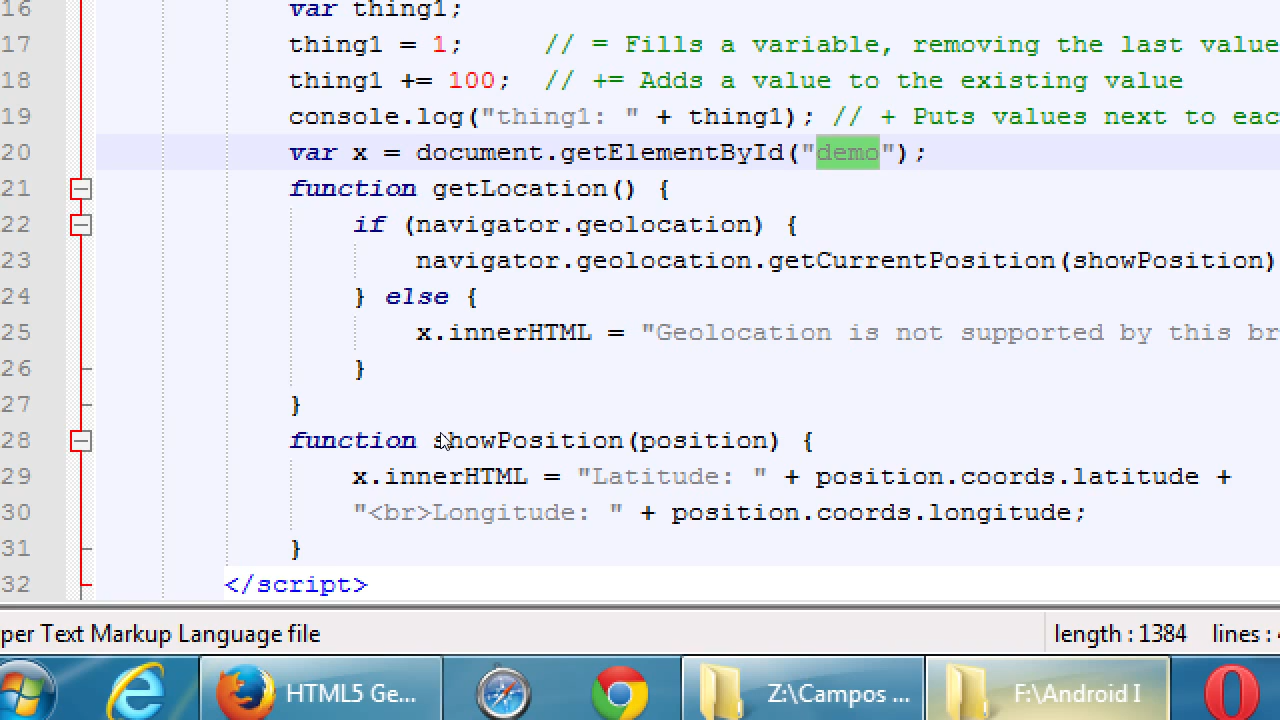 16 var thing1;
17 thing1 = 1; // = Fills a variable, removing the last value
18 thing1 += 100; // += Adds a value to the existing value
19 console.log("thing1: " + thing1); // + Puts values next to eac
20 var x = document.getElementById("demo");
21 function getLocation() {
22 if (navigator.geolocation) {
23 navigator.geolocation.getCurrentPosition(showPosition)
24 } else {
25 x.innerHTML = "Geolocation is not supported by this br
26 }
27 }
28 function showPosition(position) {
29 x.innerHTML = "Latitude: " + position.coords.latitude +
30 "<br>Longitude: " + position.coords.longitude;
31 }
32 </script>
per Text Markup Language file length : 1384 lines :
HTML5 Ge... Z:\Campos ... F:\Android I